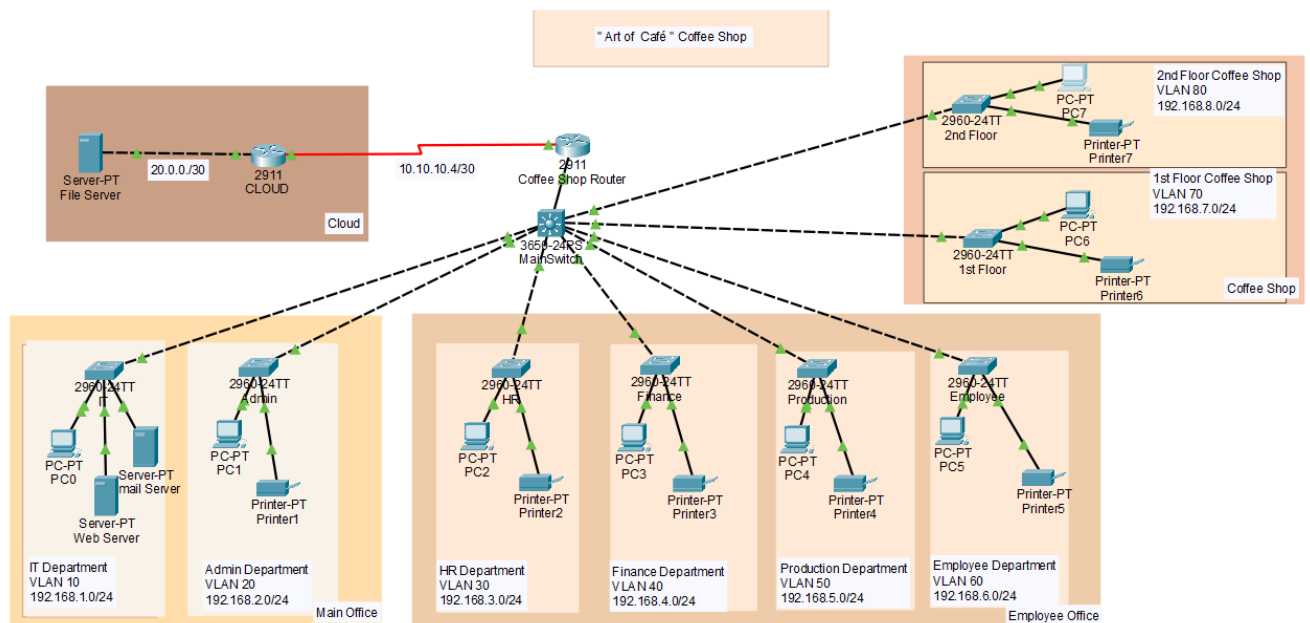 " Art of Café " Coffee Shop
Server-PT
File Server
20.0.0./30
2911
CLOUD
Cloud
10.10.10.4/30
2911
Coffee Shop Router
3650-24PS
MainSwitch
2960-24TT
2nd Floor
PC-PT
PC7
Printer-PT
Printer7
2nd Floor Coffee Shop
VLAN 80
192.168.8.0/24
2960-24TT
1st Floor
PC-PT
PC6
Printer-PT
Printer6
1st Floor Coffee Shop
VLAN 70
192.168.7.0/24
Coffee Shop
2960-24TT
IT
PC-PT
PC0
Server-PT
Web Server
Server-PT
mail Server
IT Department
VLAN 10
192.168.1.0/24
2960-24TT
Admin
PC-PT
PC1
Printer-PT
Printer1
Admin Department
VLAN 20
192.168.2.0/24
Main Office
2960-24TT
HR
PC-PT
PC2
Printer-PT
Printer2
HR Department
VLAN 30
192.168.3.0/24
2960-24TT
Finance
PC-PT
PC3
Printer-PT
Printer3
Finance Department
VLAN 40
192.168.4.0/24
2960-24TT
Production
PC-PT
PC4
Printer-PT
Printer4
Production Department
VLAN 50
192.168.5.0/24
2960-24TT
Employee
PC-PT
PC5
Printer-PT
Printer5
Employee Department
VLAN 60
192.168.6.0/24
Employee Office